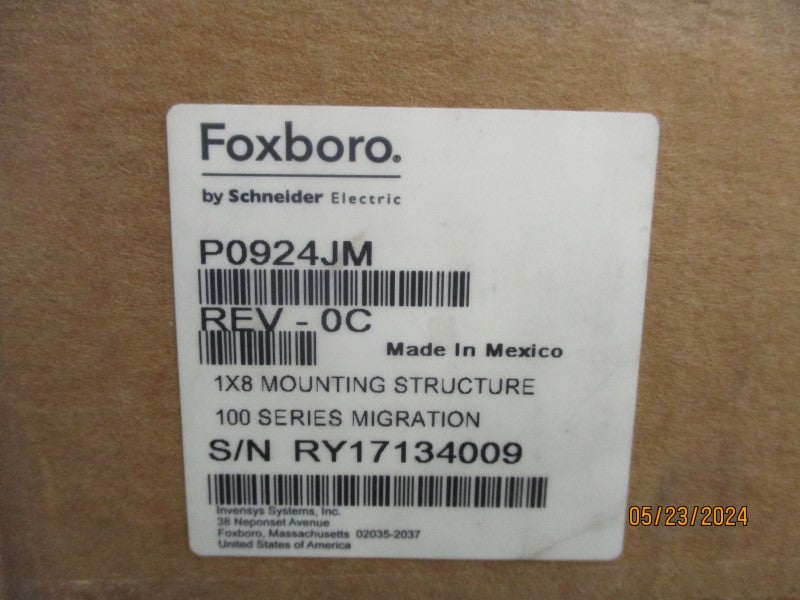 Foxboro.
by Schneider Electric
P0924JM
REV - 0C
Made In Mexico
1X8 MOUNTING STRUCTURE
100 SERIES MIGRATION
S/N RY17134009
Invensys Systems, Inc.
38 Neponset Avenue
Foxboro, Massachusetts 02035-2037
United States of America
05/23/2024